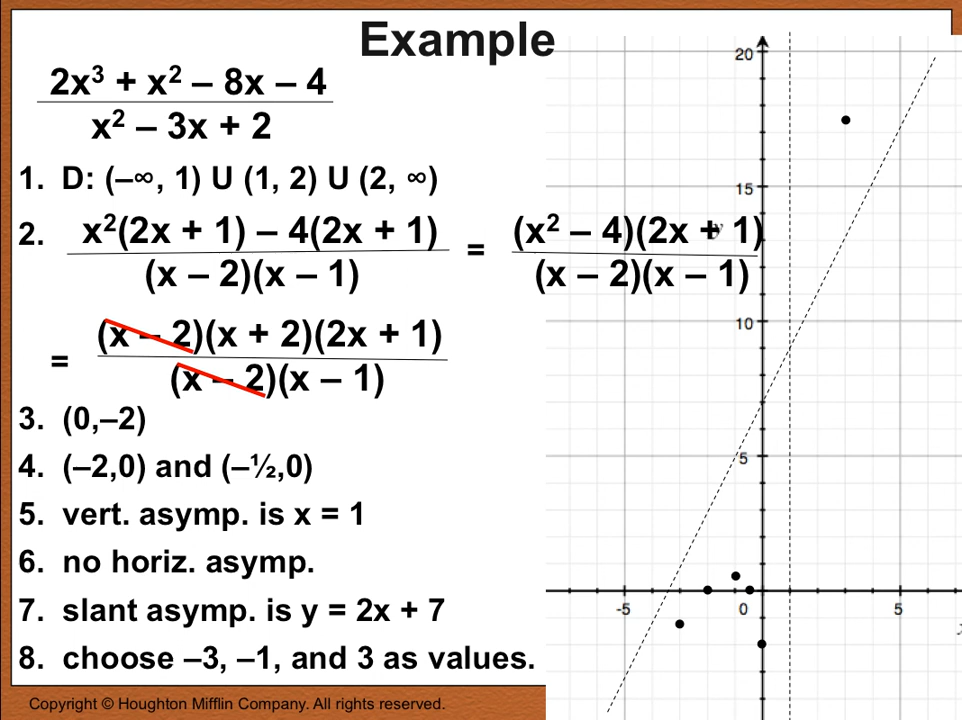 Example
2x³ + x² – 8x – 4
x² – 3x + 2
1. D: (–∞, 1) U (1, 2) U (2, ∞)
2. x²(2x + 1) – 4(2x + 1) = (x² – 4)(2x + 1)
(x – 2)(x – 1) (x – 2)(x – 1)
= (x – 2)(x + 2)(2x + 1)
(x – 2)(x – 1)
3. (0,–2)
4. (–2,0) and (–½,0)
5. vert. asymp. is x = 1
6. no horiz. asymp.
7. slant asymp. is y = 2x + 7
8. choose –3, –1, and 3 as values.
Copyright © Houghton Mifflin Company. All rights reserved.
20
15
y
10
5
-5 0 5
x